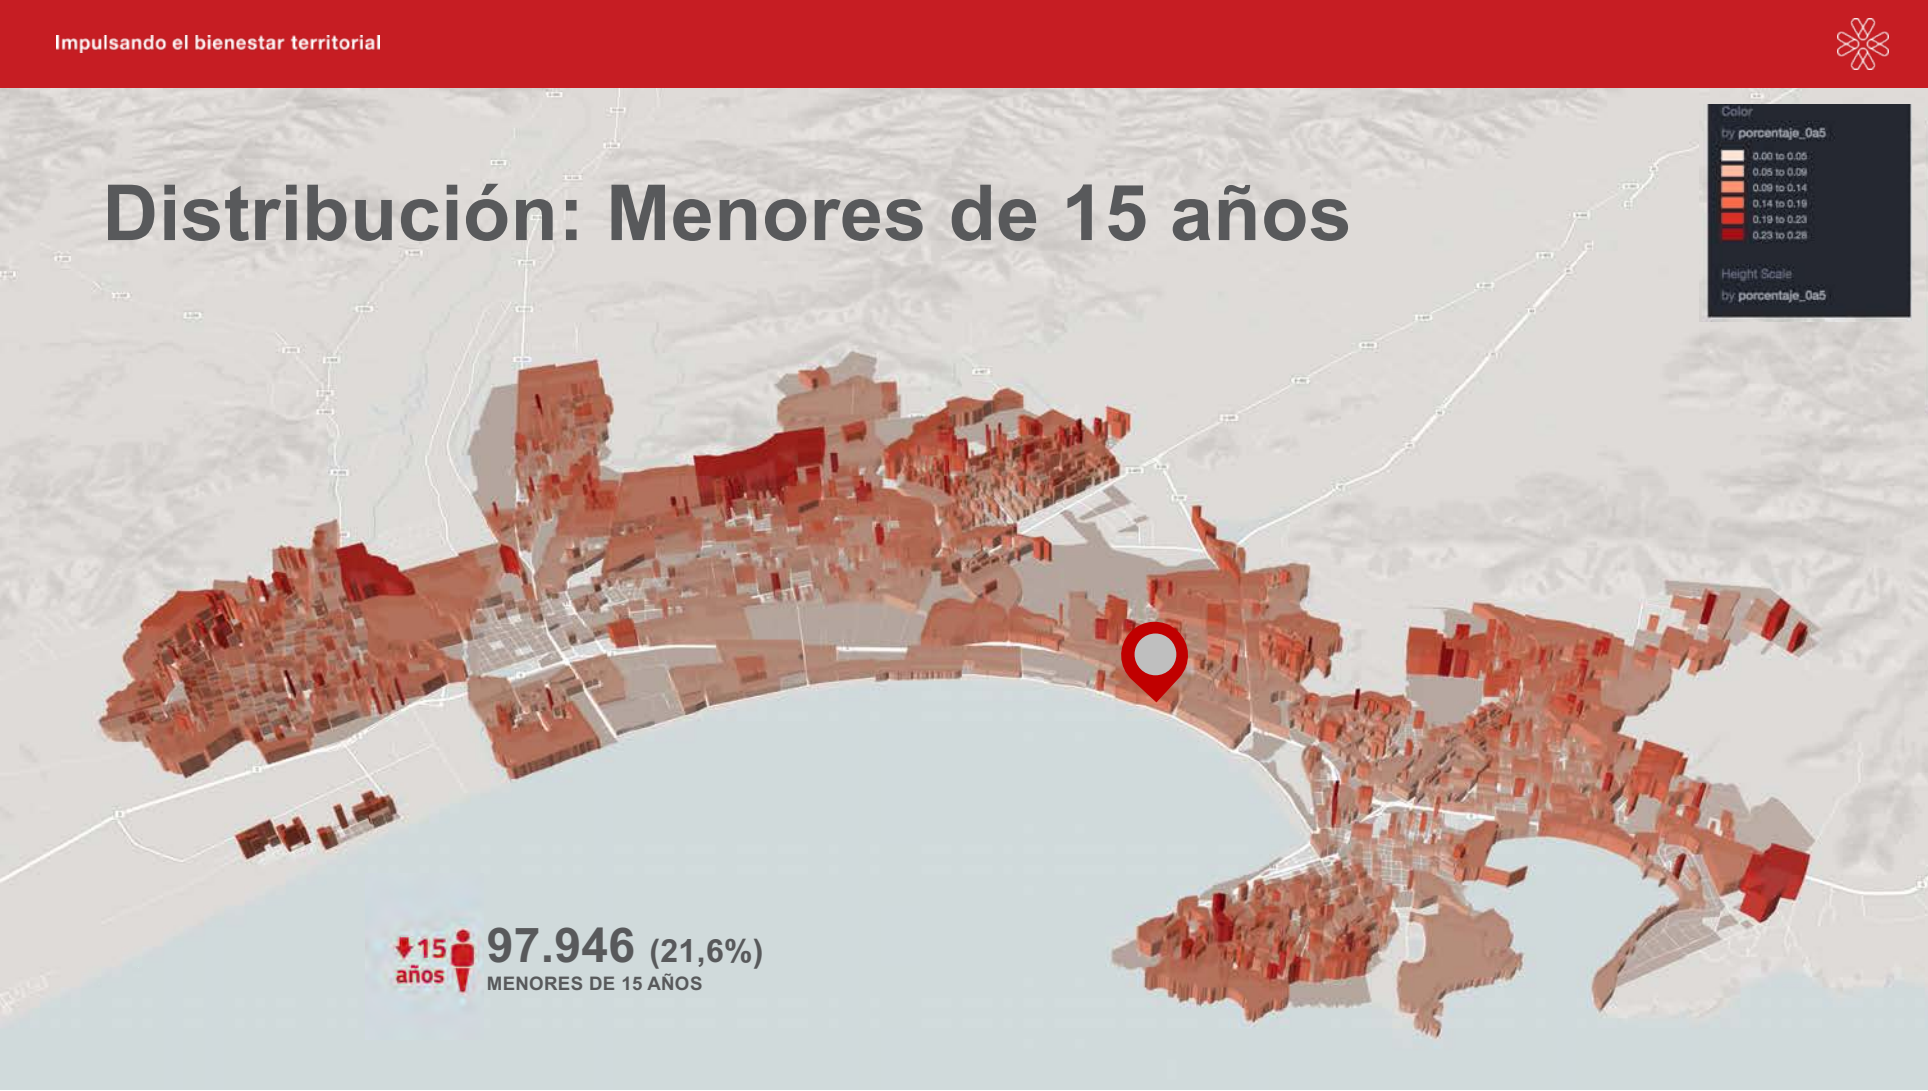 Impulsando el bienestar territorial
Color
by porcentaje_0a5
0.00 to 0.05
0.05 to 0.09
0.09 to 0.14
0.14 to 0.19
0.19 to 0.23
0.23 to 0.28
Height Scale
by porcentaje_0a5
Distribución: Menores de 15 años
15
años
97.946 (21,6%)
MENORES DE 15 AÑOS